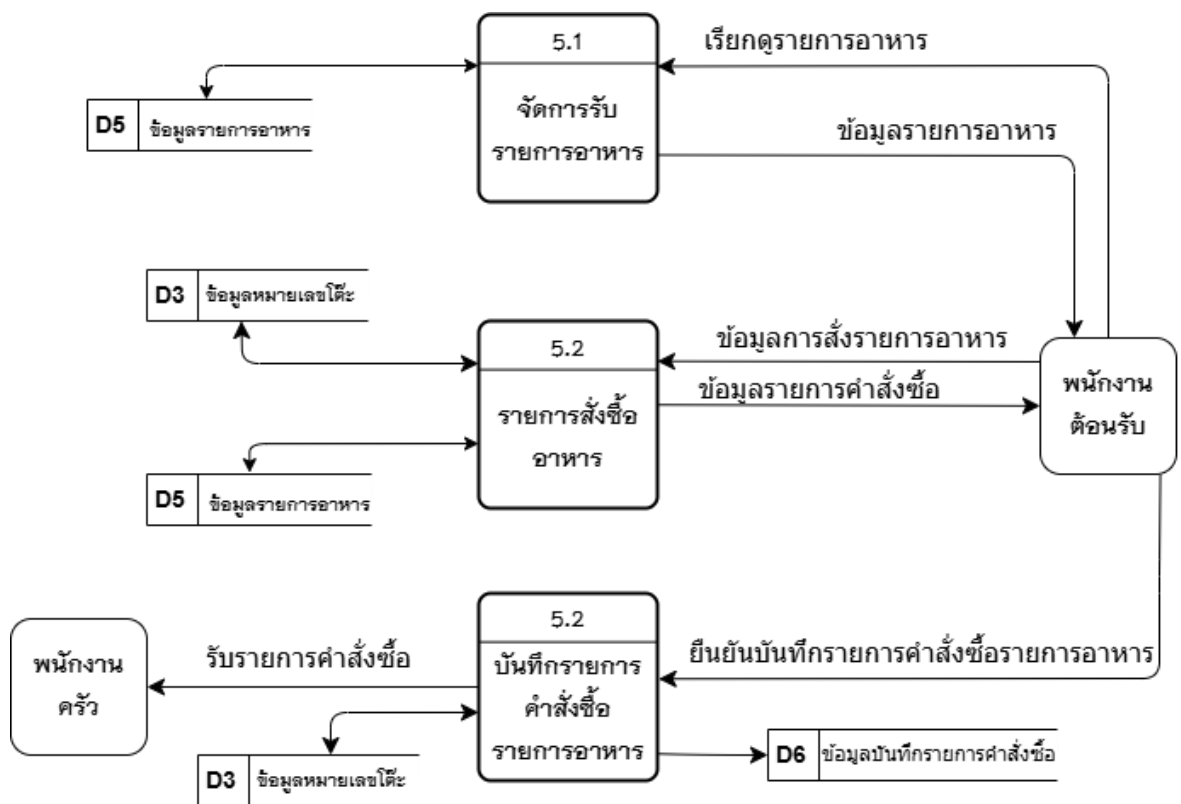 5.1
เรียกดูรายการอาหาร
จัดการรับ
รายการอาหาร
D5 ข้อมูลรายการอาหาร
ข้อมูลรายการอาหาร
D3 ข้อมูลหมายเลขโต๊ะ
5.2
ข้อมูลการสั่งรายการอาหาร
ข้อมูลรายการคำสั่งซื้อ
รายการสั่งซื้อ
อาหาร
พนักงาน
ต้อนรับ
D5 ข้อมูลรายการอาหาร
5.2
บันทึกรายการ
คำสั่งซื้อ
รายการอาหาร
พนักงาน
ครัว
รับรายการคำสั่งซื้อ
ยืนยันบันทึกรายการคำสั่งซื้อรายการอาหาร
D3 ข้อมูลหมายเลขโต๊ะ
D6 ข้อมูลบันทึกรายการคำสั่งซื้อ